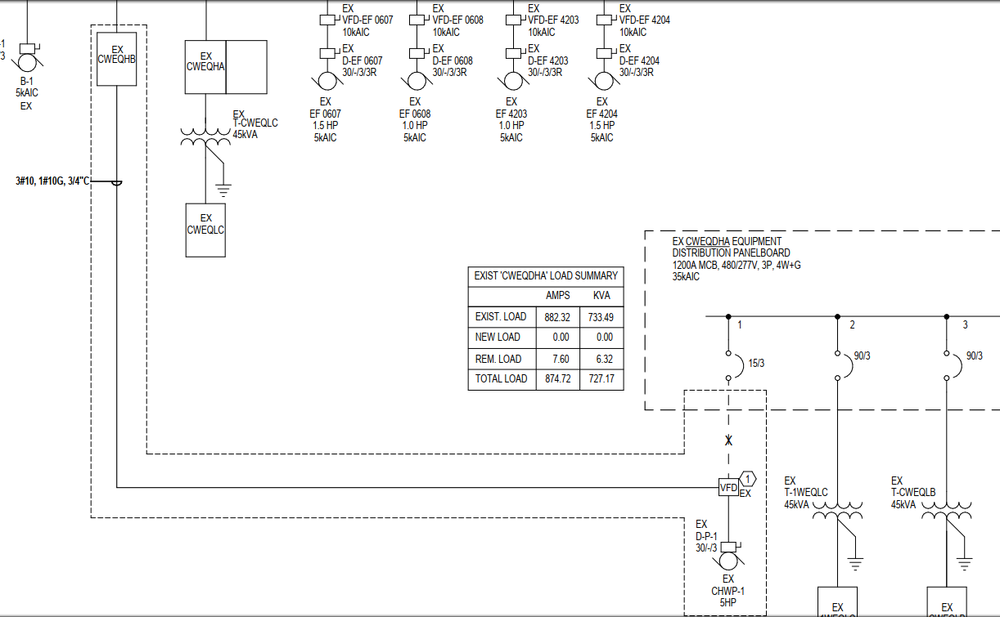 -1
/3
B-1
5kAIC
EX
EX
CWEQHB
EX
CWEQHA
EX
T-CWEQLC
45kVA
EX
CWEQLC
3#10, 1#10G, 3/4"C
EX
VFD-EF 0607
10kAIC
EX
D-EF 0607
30/-/3/3R
EX
EF 0607
1.5 HP
5kAIC
EX
VFD-EF 0608
10kAIC
EX
D-EF 0608
30/-/3/3R
EX
EF 0608
1.0 HP
5kAIC
EX
VFD-EF 4203
10kAIC
EX
D-EF 4203
30/-/3/3R
EX
EF 4203
1.0 HP
5kAIC
EX
VFD-EF 4204
10kAIC
EX
D-EF 4204
30/-/3/3R
EX
EF 4204
1.5 HP
5kAIC
EXIST 'CWEQDHA' LOAD SUMMARY
AMPS KVA
EXIST. LOAD 882.32 733.49
NEW LOAD 0.00 0.00
REM. LOAD 7.60 6.32
TOTAL LOAD 874.72 727.17
EX CWEQDHA EQUIPMENT
DISTRIBUTION PANELBOARD
1200A MCB, 480/277V, 3P, 4W+G
35kAIC
1
2
3
15/3
90/3
90/3
X
VFD
1
EX
EX
D-P-1
30/-/3
EX
CHWP-1
5HP
EX
T-1WEQLC
45kVA
EX
T-CWEQLB
45kVA
EX
EX